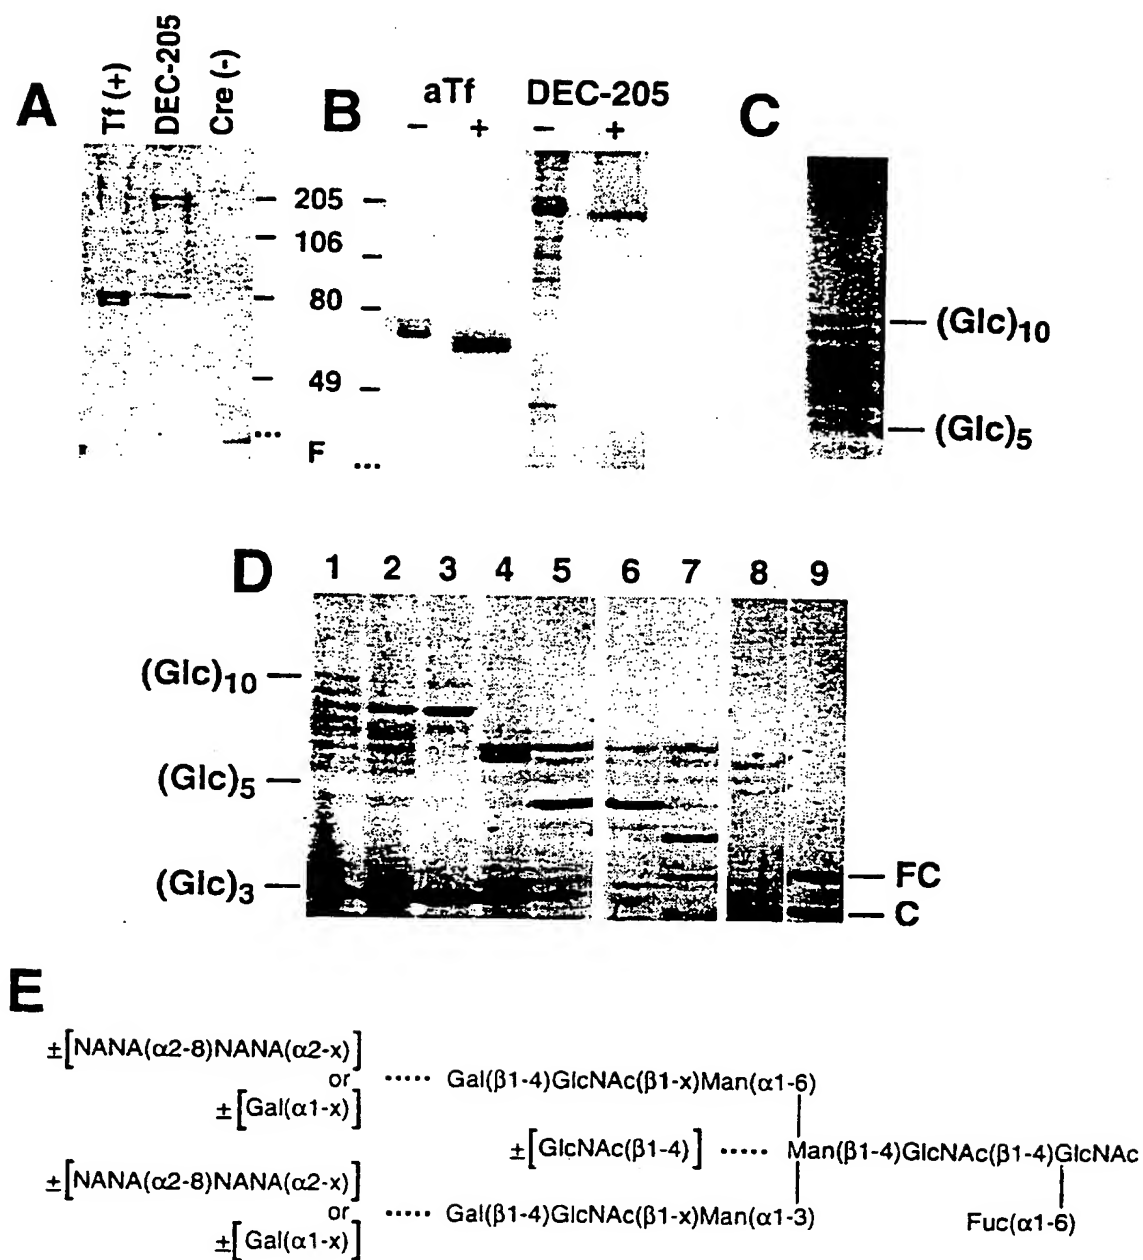 A
Tf (+)
DEC-205
Cre (-)
205
106
80
49
F
B
aTf
DEC-205
− + − +
C
(Glc)10
(Glc)5
D
1 2 3 4 5 6 7 8 9
(Glc)10
(Glc)5
(Glc)3
FC
C
E
±[NANA(α2-8)NANA(α2-x)]
or ····· Gal(β1-4)GlcNAc(β1-x)Man(α1-6)
±[Gal(α1-x)]
±[GlcNAc(β1-4)] ····· Man(β1-4)GlcNAc(β1-4)GlcNAc
±[NANA(α2-8)NANA(α2-x)]
or ····· Gal(β1-4)GlcNAc(β1-x)Man(α1-3)
Fuc(α1-6)
±[Gal(α1-x)]